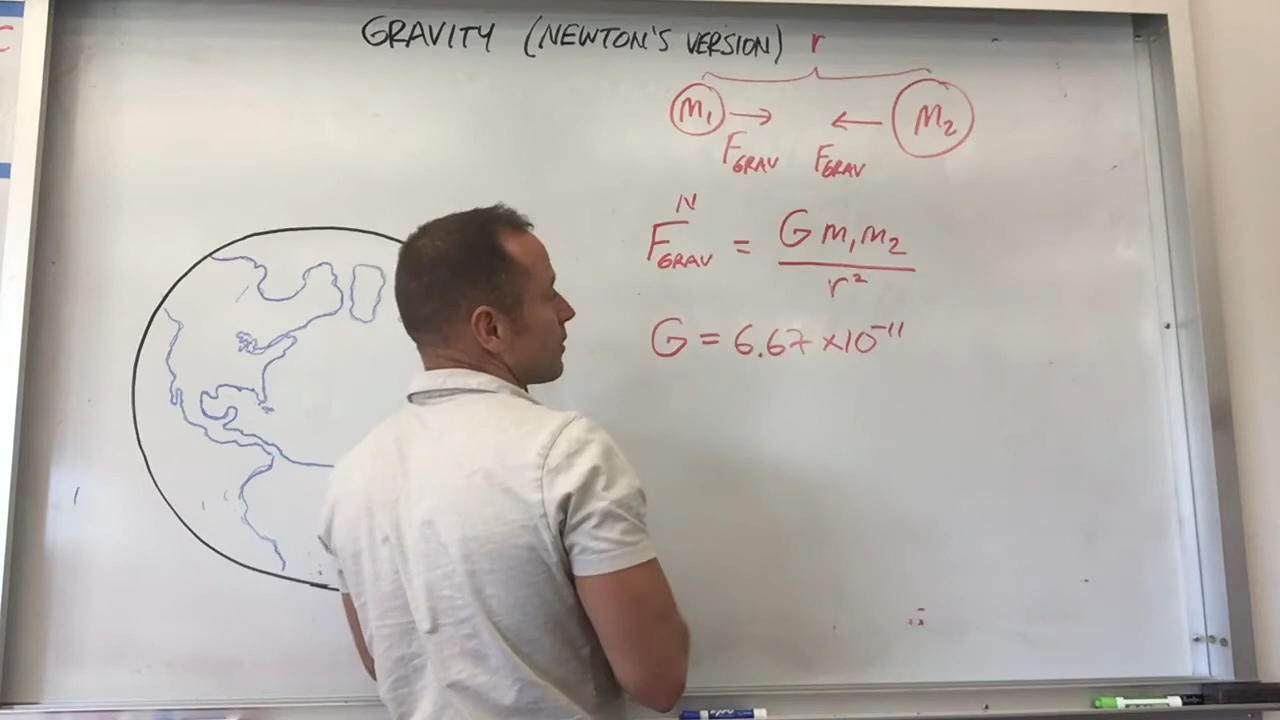 C
GRAVITY (NEWTON'S VERSION)
r
m₁ → ← m₂
F_GRAV F_GRAV
N
F_GRAV = G m₁m₂ / r²
G = 6.67 ×10⁻¹¹